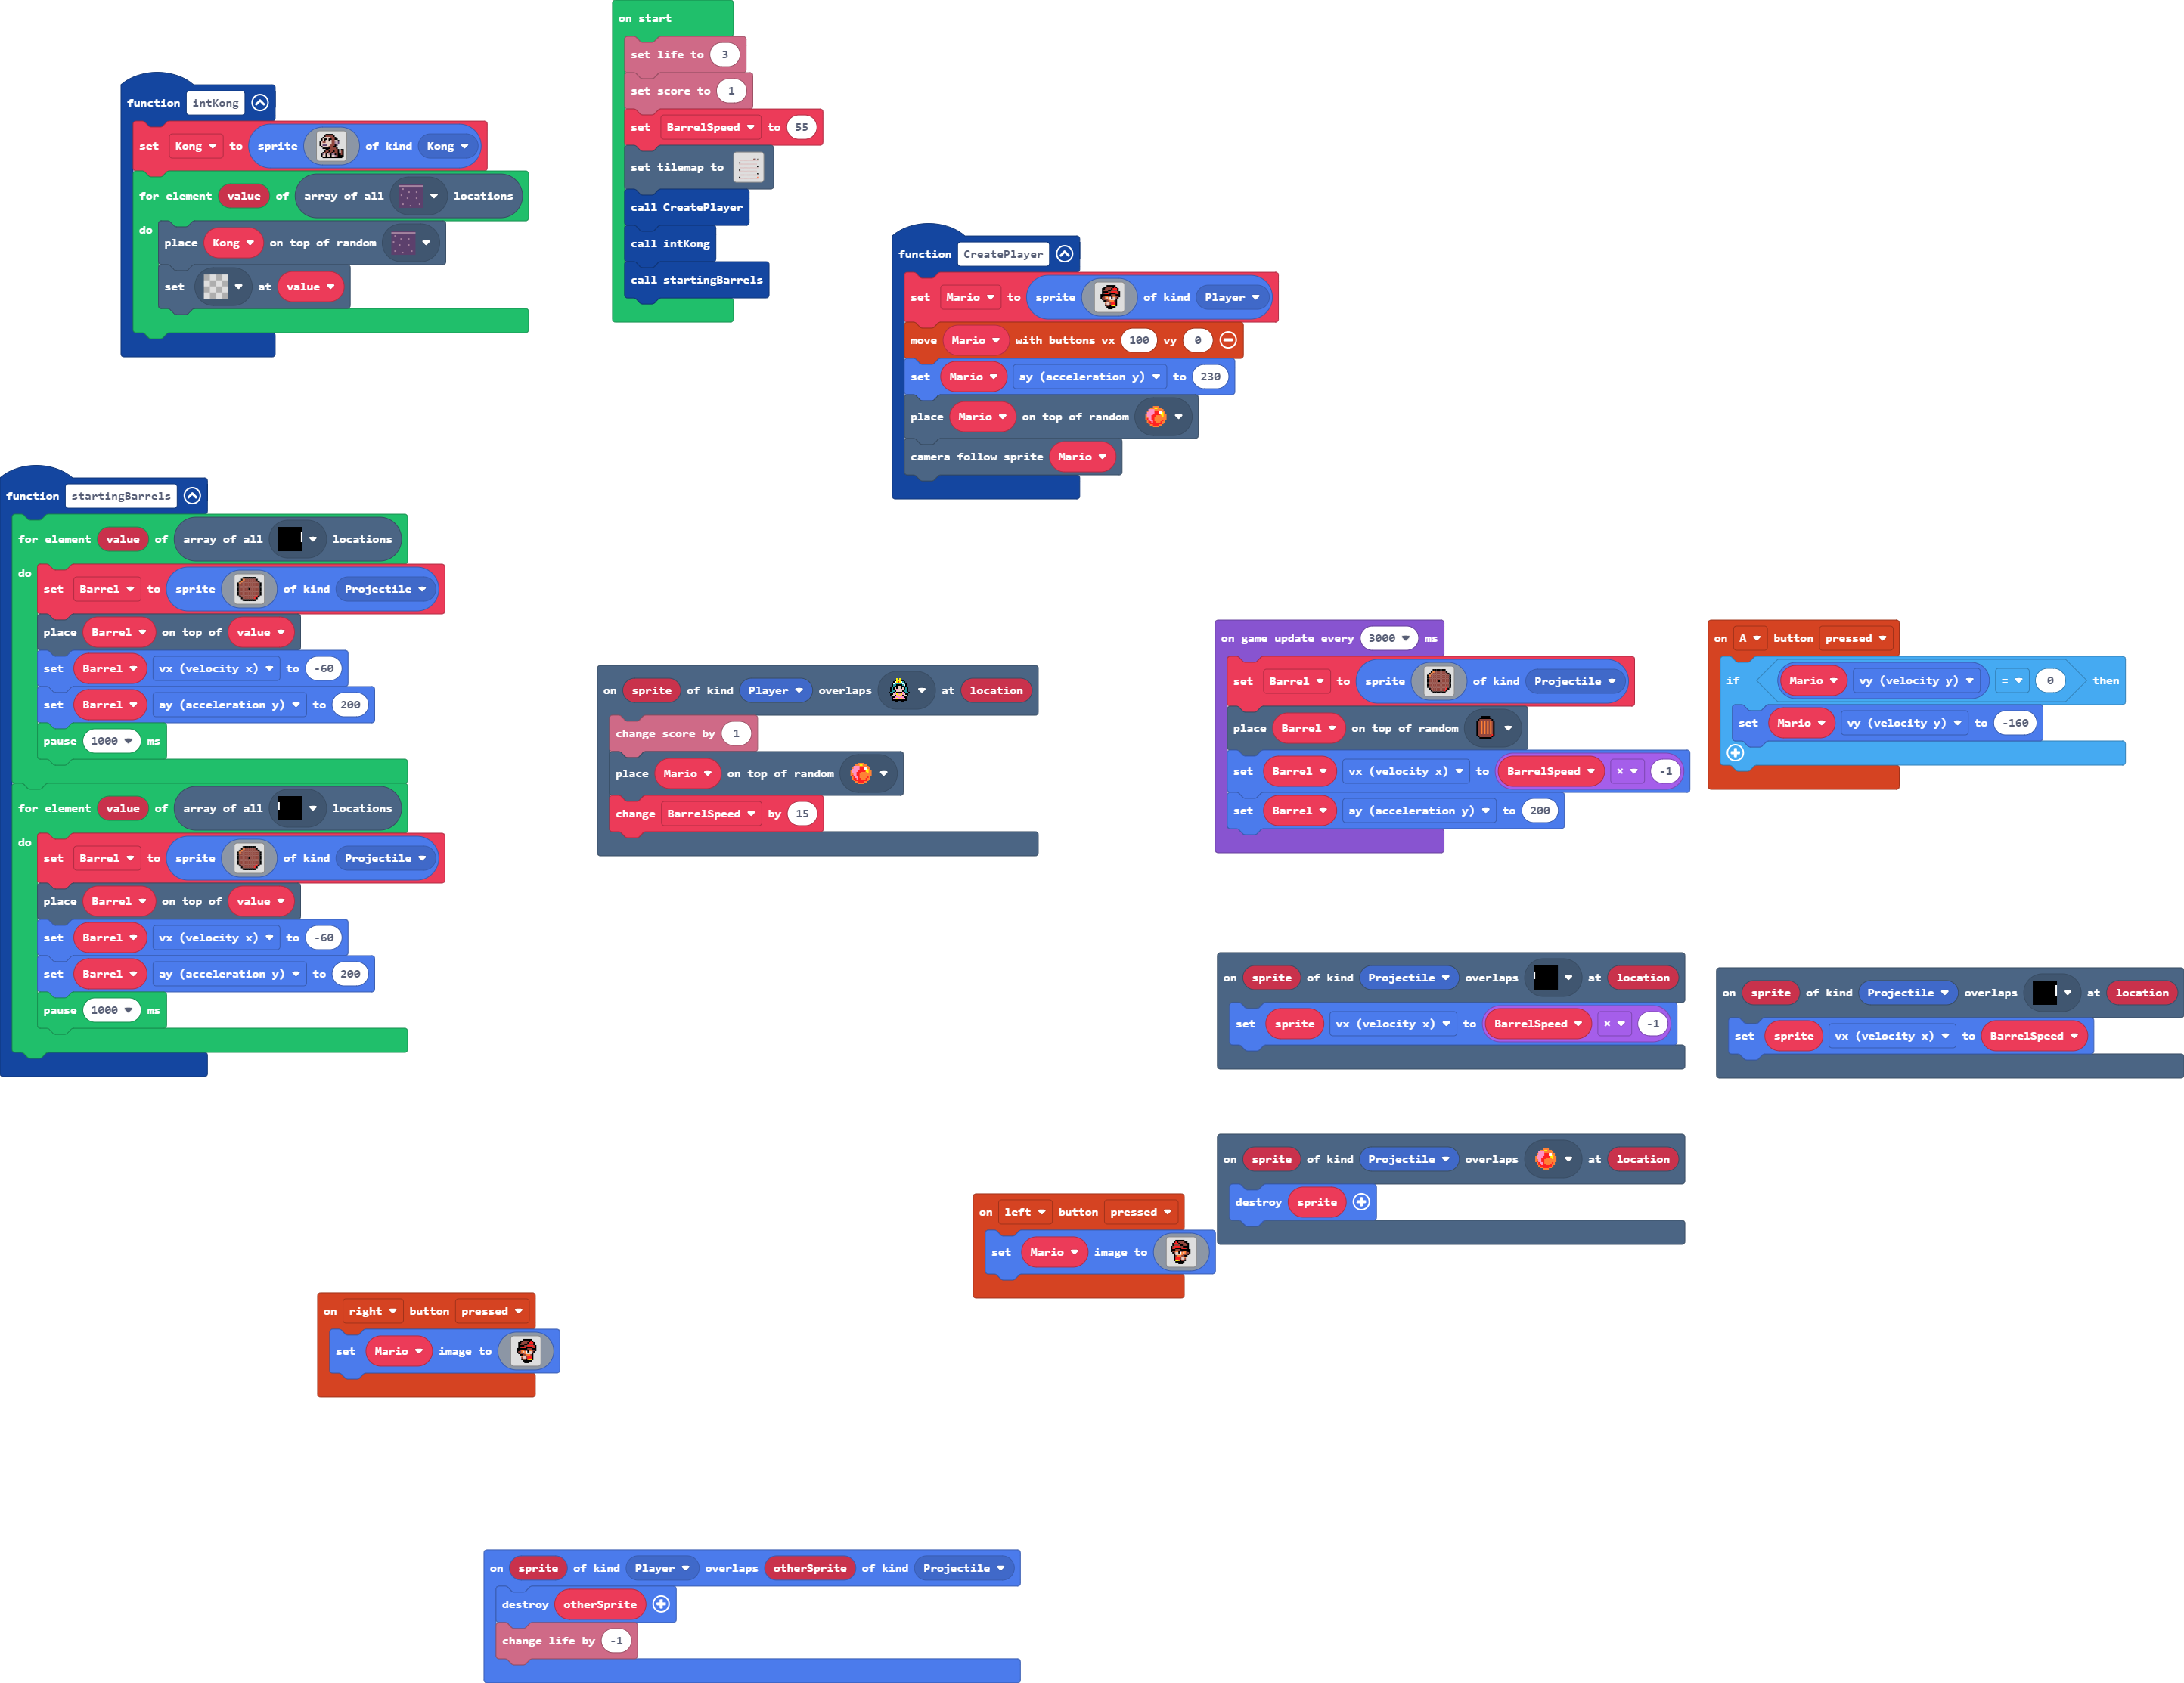 on start
set life to 3
set score to 1
set BarrelSpeed to 55
set tilemap to
call CreatePlayer
call intKong
call startingBarrels
function intKong
set Kong to sprite of kind Kong
for element value of array of all locations
do
place Kong on top of random
set at value
function CreatePlayer
set Mario to sprite of kind Player
move Mario with buttons vx 100 vy 0
set Mario ay (acceleration y) to 230
place Mario on top of random
camera follow sprite Mario
function startingBarrels
for element value of array of all locations
do
set Barrel to sprite of kind Projectile
place Barrel on top of value
set Barrel vx (velocity x) to -60
set Barrel ay (acceleration y) to 200
pause 1000 ms
for element value of array of all locations
do
set Barrel to sprite of kind Projectile
place Barrel on top of value
set Barrel vx (velocity x) to -60
set Barrel ay (acceleration y) to 200
pause 1000 ms
on sprite of kind Player overlaps at location
change score by 1
place Mario on top of random
change BarrelSpeed by 15
on game update every 3000 ms
set Barrel to sprite of kind Projectile
place Barrel on top of random
set Barrel vx (velocity x) to BarrelSpeed × -1
set Barrel ay (acceleration y) to 200
on A button pressed
if Mario vy (velocity y) = 0 then
set Mario vy (velocity y) to -160
on sprite of kind Projectile overlaps at location
set sprite vx (velocity x) to BarrelSpeed × -1
on sprite of kind Projectile overlaps at location
set sprite vx (velocity x) to BarrelSpeed
on sprite of kind Projectile overlaps at location
destroy sprite
on left button pressed
set Mario image to
on right button pressed
set Mario image to
on sprite of kind Player overlaps otherSprite of kind Projectile
destroy otherSprite
change life by -1